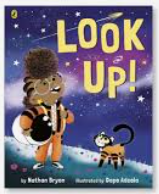 LOOK
UP!
by Nathan Bryon
Illustrated by Dapo Adeola